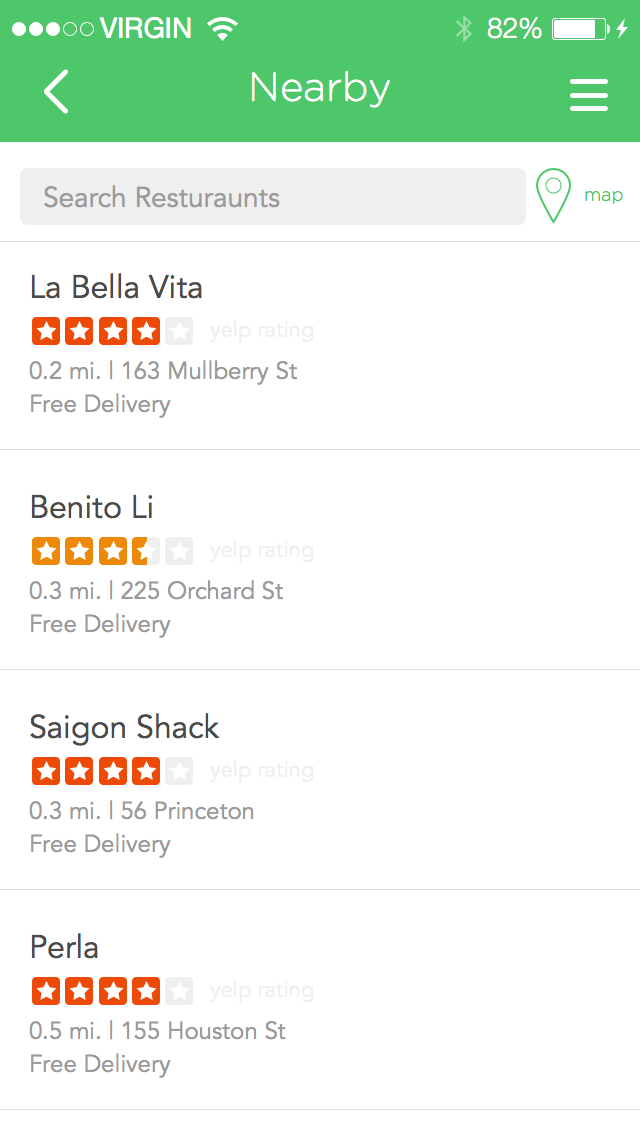 VIRGIN 82%
Nearby
Search Resturaunts map
La Bella Vita
yelp rating
0.2 mi. | 163 Mullberry St
Free Delivery
Benito Li
yelp rating
0.3 mi. | 225 Orchard St
Free Delivery
Saigon Shack
yelp rating
0.3 mi. | 56 Princeton
Free Delivery
Perla
yelp rating
0.5 mi. | 155 Houston St
Free Delivery